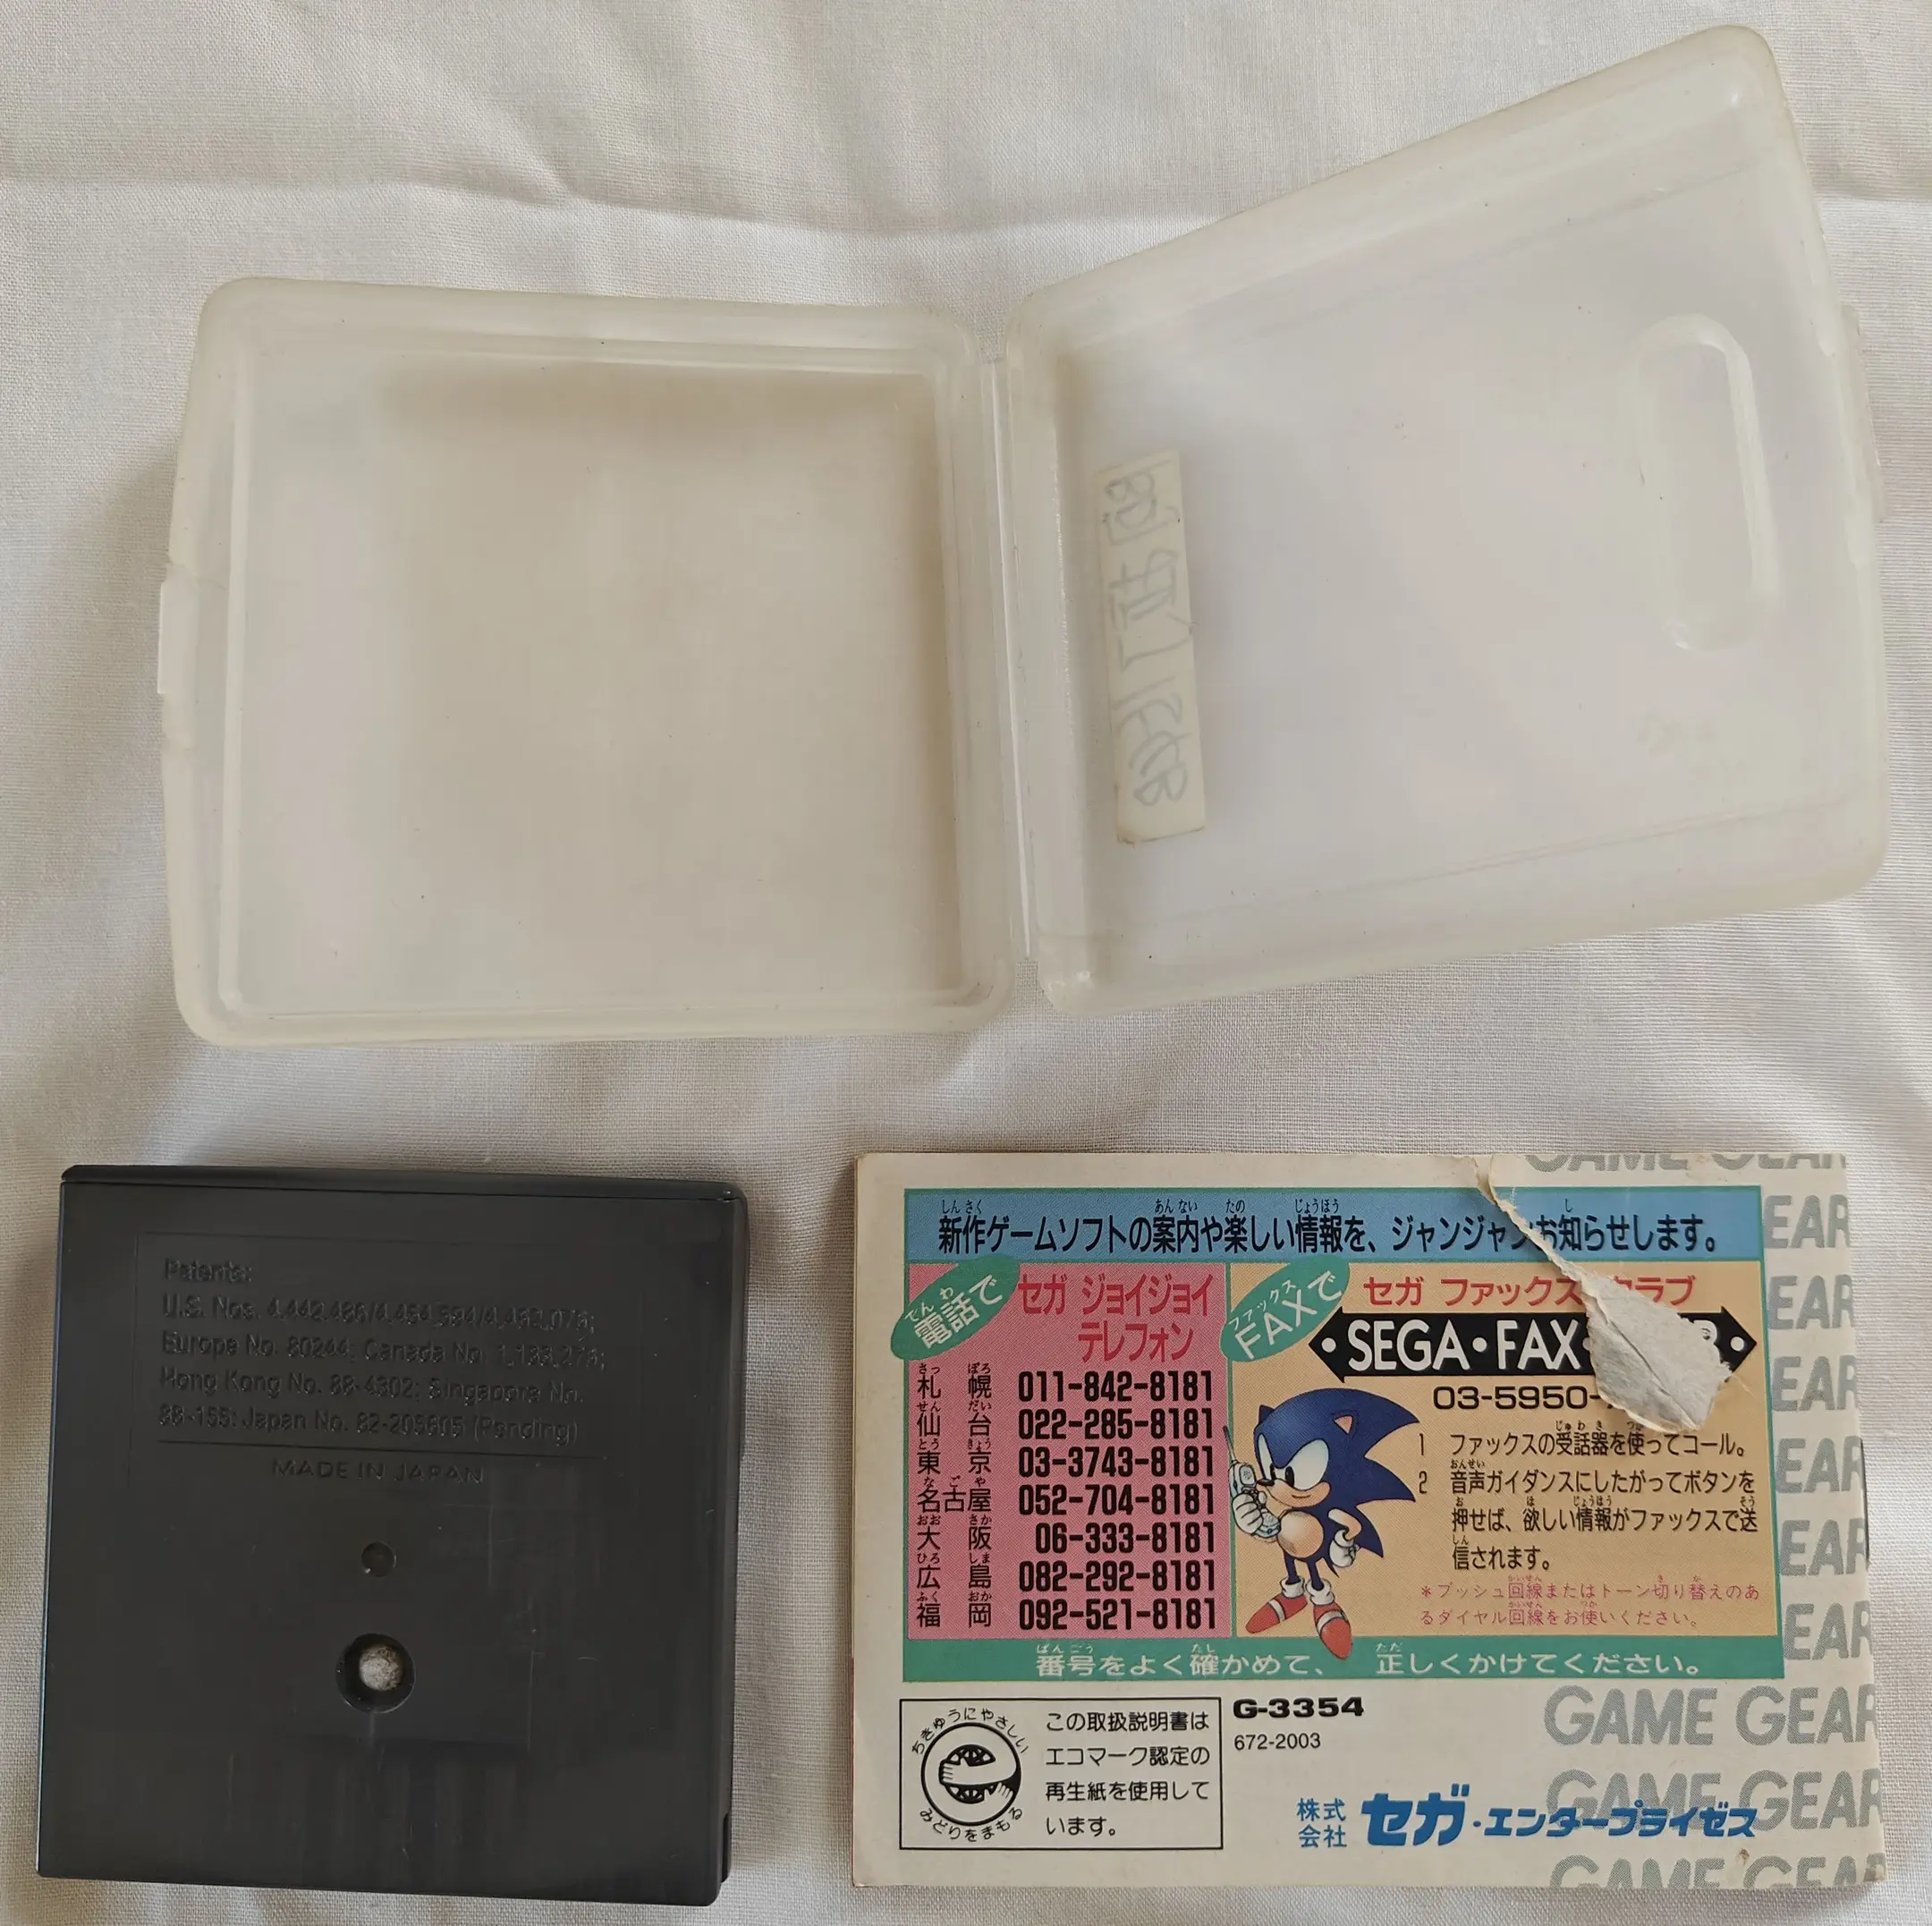 Patents:
U.S. Nos. 4,442,486/4,454,594/4,462,076;
Europe No. 80244; Canada No. 1,183,276;
Hong Kong No. 88-4302; Singapore No.
88-155; Japan No. 82-205605 (Pending)
MADE IN JAPAN
GAME GEAR
新作ゲームソフトの案内や楽しい情報を、ジャンジャンお知らせします。
電話で
セガ ジョイジョイ
テレフォン
札幌 011-842-8181
仙台 022-285-8181
東京 03-3743-8181
名古屋 052-704-8181
大阪 06-333-8181
広島 082-292-8181
福岡 092-521-8181
FAXで
セガ ファックス クラブ
SEGA・FAX
03-5950-
1 ファックスの受話器を使ってコール。
2 音声ガイダンスにしたがってボタンを
押せば、欲しい情報がファックスで送
信されます。
*プッシュ回線またはトーン切り替えのあ
るダイヤル回線をお使いください。
番号をよく確かめて、 正しくかけてください。
ちきゅうにやさしい
みどりをまもる
この取扱説明書は
エコマーク認定の
再生紙を使用して
います。
G-3354
672-2003
株式会社 セガ・エンタープライゼス
EAR
EAR
EAR
EAR
EAR
EAR
GAME GEAR
GAME GEAR
GAME GEAR